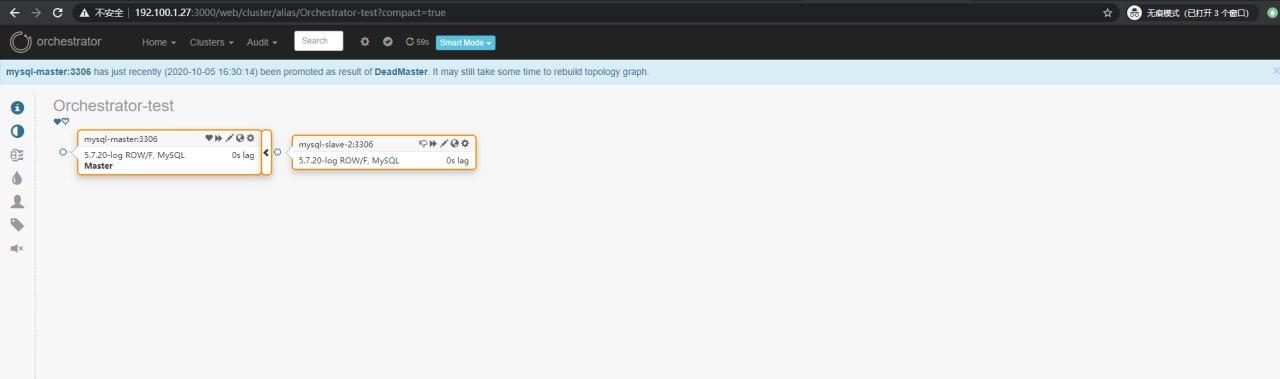 不安全 192.100.1.27:3000/web/cluster/alias/Orchestrator-test?compact=true 无痕模式 (已打开 3 个窗口)
orchestrator Home Clusters Audit Search 59s Smart Mode
mysql-master:3306 has just recently (2020-10-05 16:30:14) been promoted as result of DeadMaster. It may still take some time to rebuild topology graph.
Orchestrator-test
mysql-master:3306
5.7.20-log ROW/F, MySQL 0s lag
Master
mysql-slave-2:3306
5.7.20-log ROW/F, MySQL 0s lag